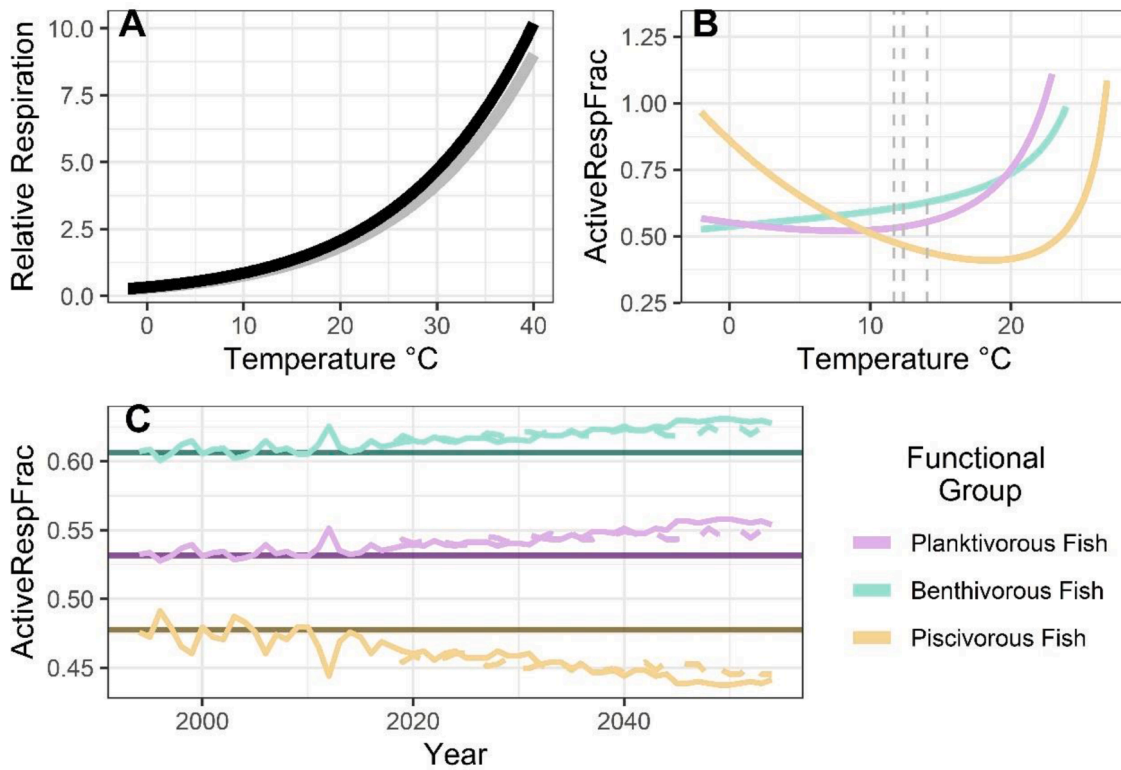 A
Relative Respiration
10.0
7.5
5.0
2.5
0.0
0 10 20 30 40
Temperature °C
B
ActiveRespFrac
1.25
1.00
0.75
0.50
0.25
0 10 20
Temperature °C
C
ActiveRespFrac
0.60
0.55
0.50
0.45
2000 2020 2040
Year
Functional
Group
Planktivorous Fish
Benthivorous Fish
Piscivorous Fish